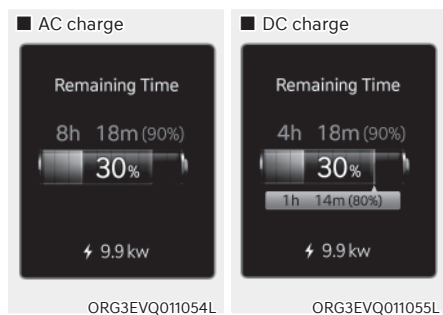 ■ AC charge
Remaining Time
8h 18m (90%)
30%
9.9 kw
ORG3EVQ011054L
■ DC charge
Remaining Time
4h 18m (90%)
30%
1h 14m (80%)
9.9 kw
ORG3EVQ011055L